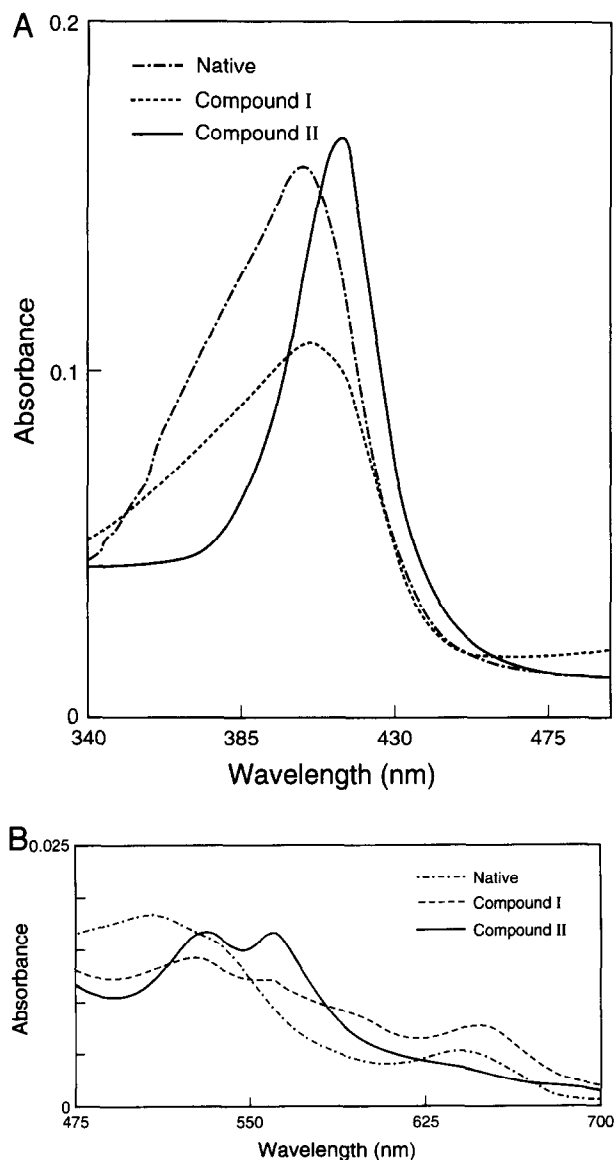 A
0.2
Native
Compound I
Compound II
0.1
Absorbance
0
340
385
430
475
Wavelength (nm)
B
0.025
Native
Compound I
Compound II
Absorbance
0
475
550
625
700
Wavelength (nm)